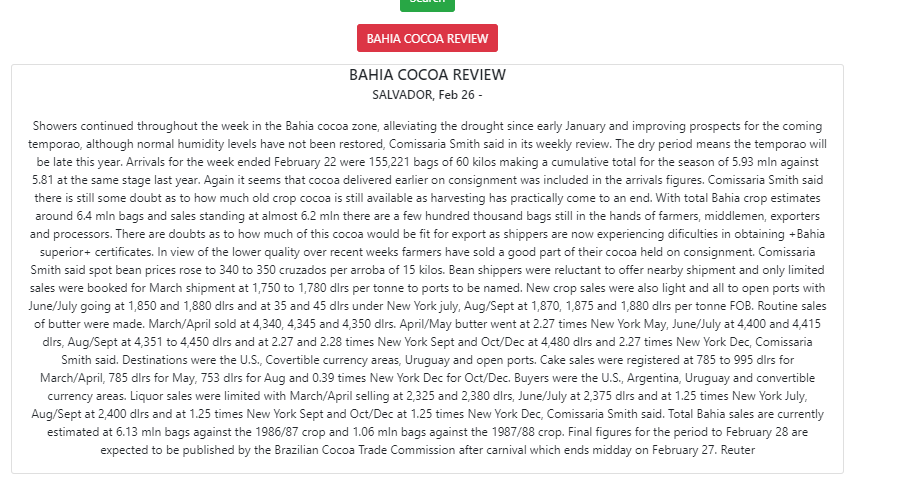 Search
BAHIA COCOA REVIEW
BAHIA COCOA REVIEW
SALVADOR, Feb 26 -
Showers continued throughout the week in the Bahia cocoa zone, alleviating the drought since early January and improving prospects for the coming
temporao, although normal humidity levels have not been restored, Comissaria Smith said in its weekly review. The dry period means the temporao will
be late this year. Arrivals for the week ended February 22 were 155,221 bags of 60 kilos making a cumulative total for the season of 5.93 mln against
5.81 at the same stage last year. Again it seems that cocoa delivered earlier on consignment was included in the arrivals figures. Comissaria Smith said
there is still some doubt as to how much old crop cocoa is still available as harvesting has practically come to an end. With total Bahia crop estimates
around 6.4 mln bags and sales standing at almost 6.2 mln there are a few hundred thousand bags still in the hands of farmers, middlemen, exporters
and processors. There are doubts as to how much of this cocoa would be fit for export as shippers are now experiencing dificulties in obtaining +Bahia
superior+ certificates. In view of the lower quality over recent weeks farmers have sold a good part of their cocoa held on consignment. Comissaria
Smith said spot bean prices rose to 340 to 350 cruzados per arroba of 15 kilos. Bean shippers were reluctant to offer nearby shipment and only limited
sales were booked for March shipment at 1,750 to 1,780 dlrs per tonne to ports to be named. New crop sales were also light and all to open ports with
June/July going at 1,850 and 1,880 dlrs and at 35 and 45 dlrs under New York july, Aug/Sept at 1,870, 1,875 and 1,880 dlrs per tonne FOB. Routine sales
of butter were made. March/April sold at 4,340, 4,345 and 4,350 dlrs. April/May butter went at 2.27 times New York May, June/July at 4,400 and 4,415
dlrs, Aug/Sept at 4,351 to 4,450 dlrs and at 2.27 and 2.28 times New York Sept and Oct/Dec at 4,480 dlrs and 2.27 times New York Dec, Comissaria
Smith said. Destinations were the U.S., Covertible currency areas, Uruguay and open ports. Cake sales were registered at 785 to 995 dlrs for
March/April, 785 dlrs for May, 753 dlrs for Aug and 0.39 times New York Dec for Oct/Dec. Buyers were the U.S., Argentina, Uruguay and convertible
currency areas. Liquor sales were limited with March/April selling at 2,325 and 2,380 dlrs, June/July at 2,375 dlrs and at 1.25 times New York July,
Aug/Sept at 2,400 dlrs and at 1.25 times New York Sept and Oct/Dec at 1.25 times New York Dec, Comissaria Smith said. Total Bahia sales are currently
estimated at 6.13 mln bags against the 1986/87 crop and 1.06 mln bags against the 1987/88 crop. Final figures for the period to February 28 are
expected to be published by the Brazilian Cocoa Trade Commission after carnival which ends midday on February 27. Reuter